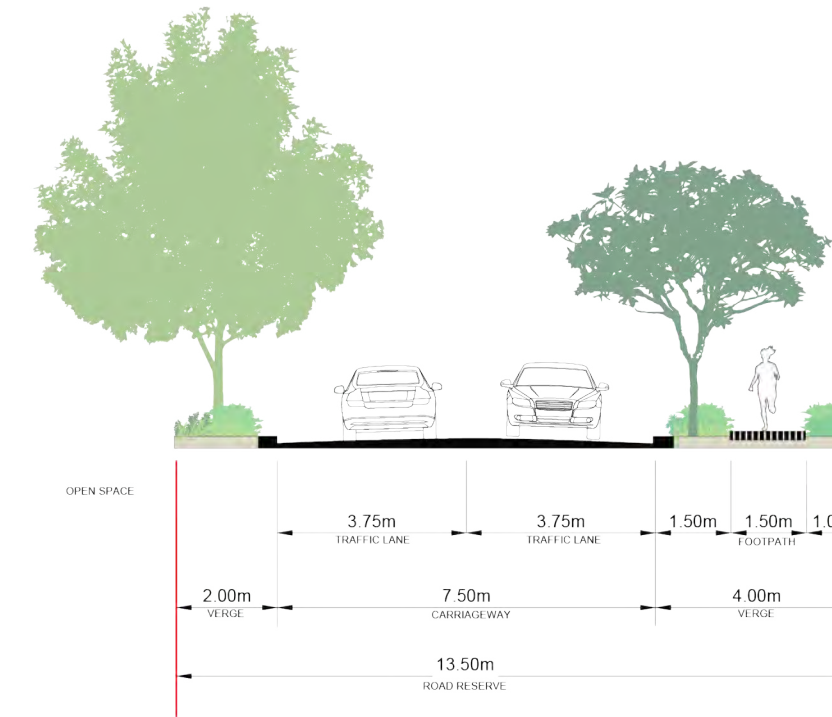 OPEN SPACE
3.75m
TRAFFIC LANE
3.75m
TRAFFIC LANE
1.50m
1.50m
FOOTPATH
2.00m
VERGE
7.50m
CARRIAGEWAY
4.00m
VERGE
13.50m
ROAD RESERVE